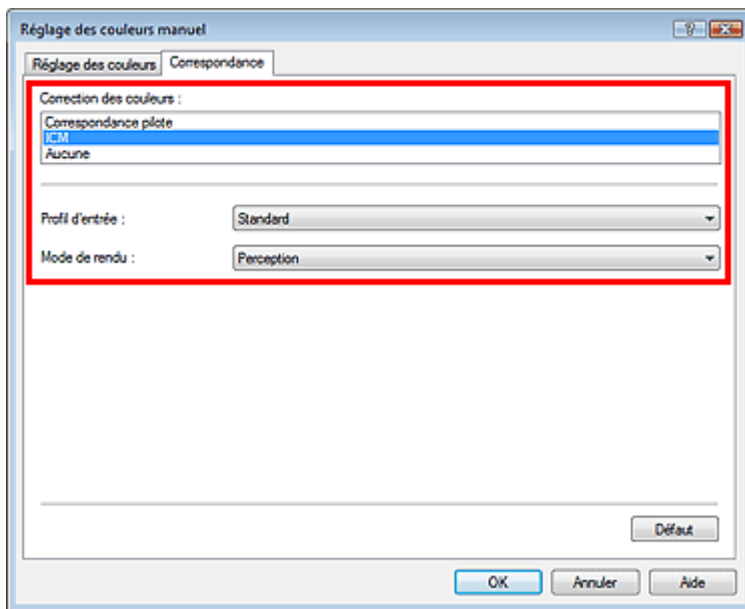 Réglage des couleurs manuel
Réglage des couleurs Correspondance
Correction des couleurs :
Correspondance pilote
ICM
Aucune
Profil d'entrée : Standard
Mode de rendu : Perception
Défaut
OK Annuler Aide